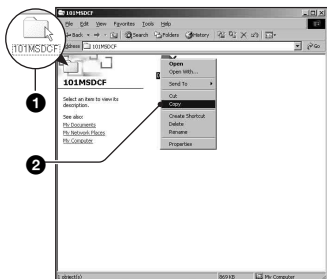 101MSDCF
File Edit View Favorites Tools Help
Back Search Folders History
Address 101MSDCF Go
101MSDCF
101MSDCF
Select an item to view its
description.
See also:
My Documents
My Network Places
My Computer
Open
Open With...
Send To
Cut
Copy
Create Shortcut
Delete
Rename
Properties
1
2
1 object(s) 869 KB My Computer